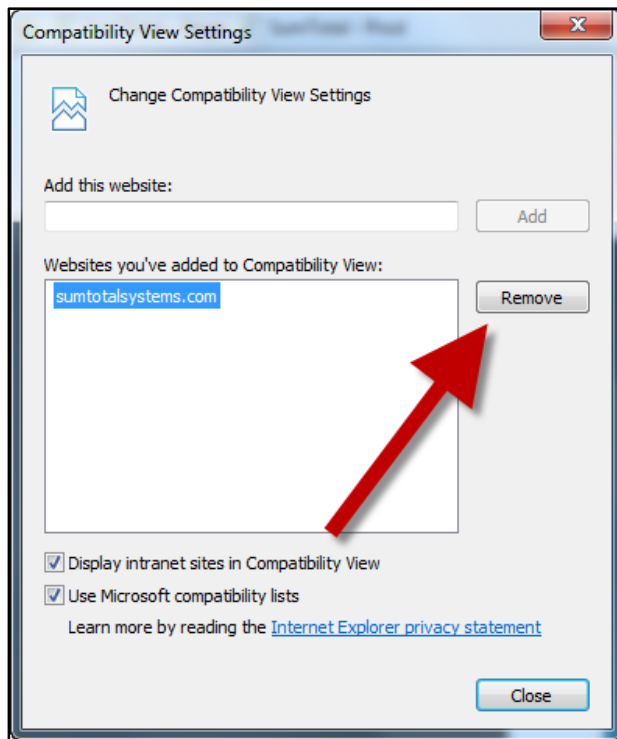 Compatibility View Settings
Change Compatibility View Settings
Add this website:
Add
Websites you've added to Compatibility View:
sumtotalsystems.com
Remove
Display intranet sites in Compatibility View
Use Microsoft compatibility lists
Learn more by reading the Internet Explorer privacy statement
Close